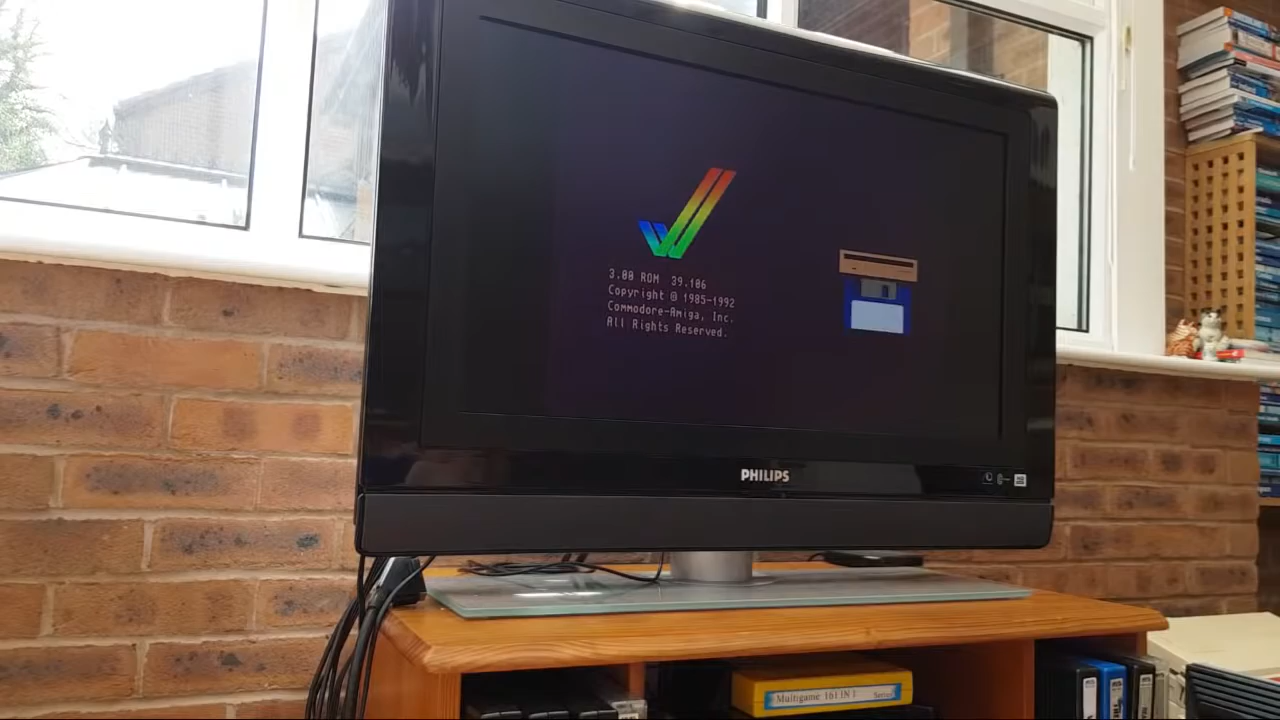 3.00 ROM 39.106
Copyright © 1985-1992
Commodore-Amiga, Inc.
All Rights Reserved.
PHILIPS
Multigame 161 IN 1